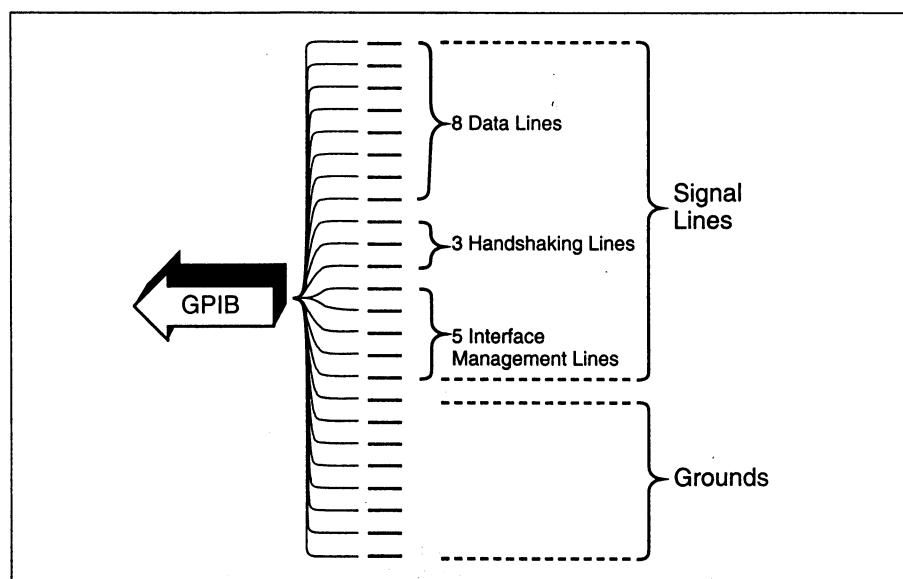 8 Data Lines
Signal
Lines
3 Handshaking Lines
GPIB
5 Interface
Management Lines
Grounds